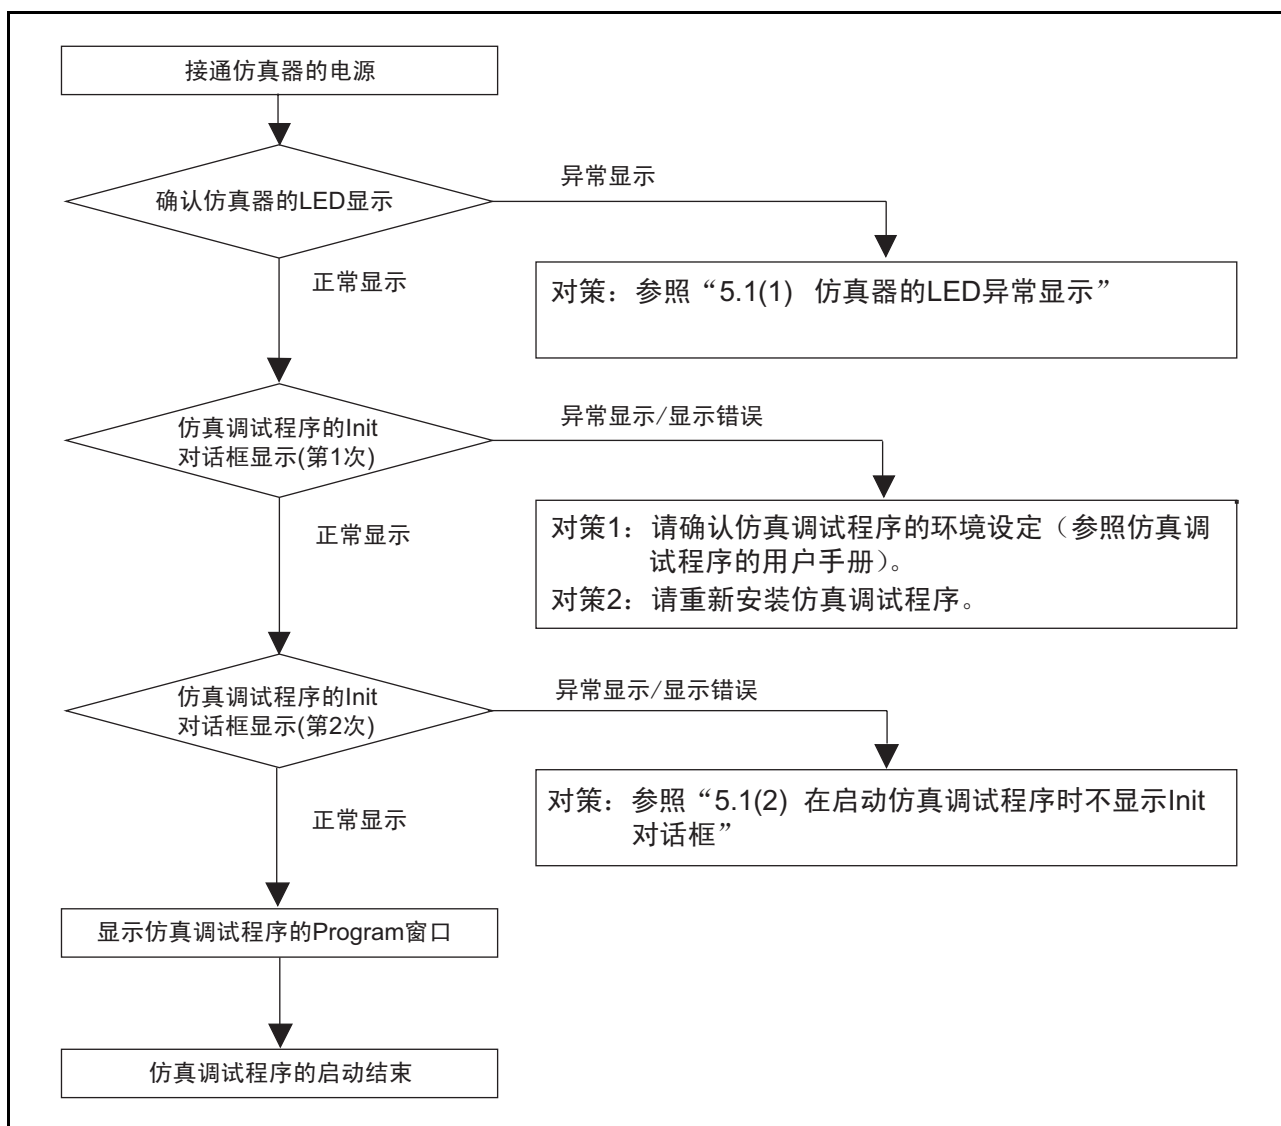 接通仿真器的电源
确认仿真器的LED显示
异常显示
正常显示
对策：参照“5.1(1) 仿真器的LED异常显示”
仿真调试程序的Init
对话框显示(第1次)
异常显示/显示错误
正常显示
对策1：请确认仿真调试程序的环境设定（参照仿真调
试程序的用户手册）。
对策2：请重新安装仿真调试程序。
仿真调试程序的Init
对话框显示(第2次)
异常显示/显示错误
正常显示
对策：参照“5.1(2) 在启动仿真调试程序时不显示Init
对话框”
显示仿真调试程序的Program窗口
仿真调试程序的启动结束